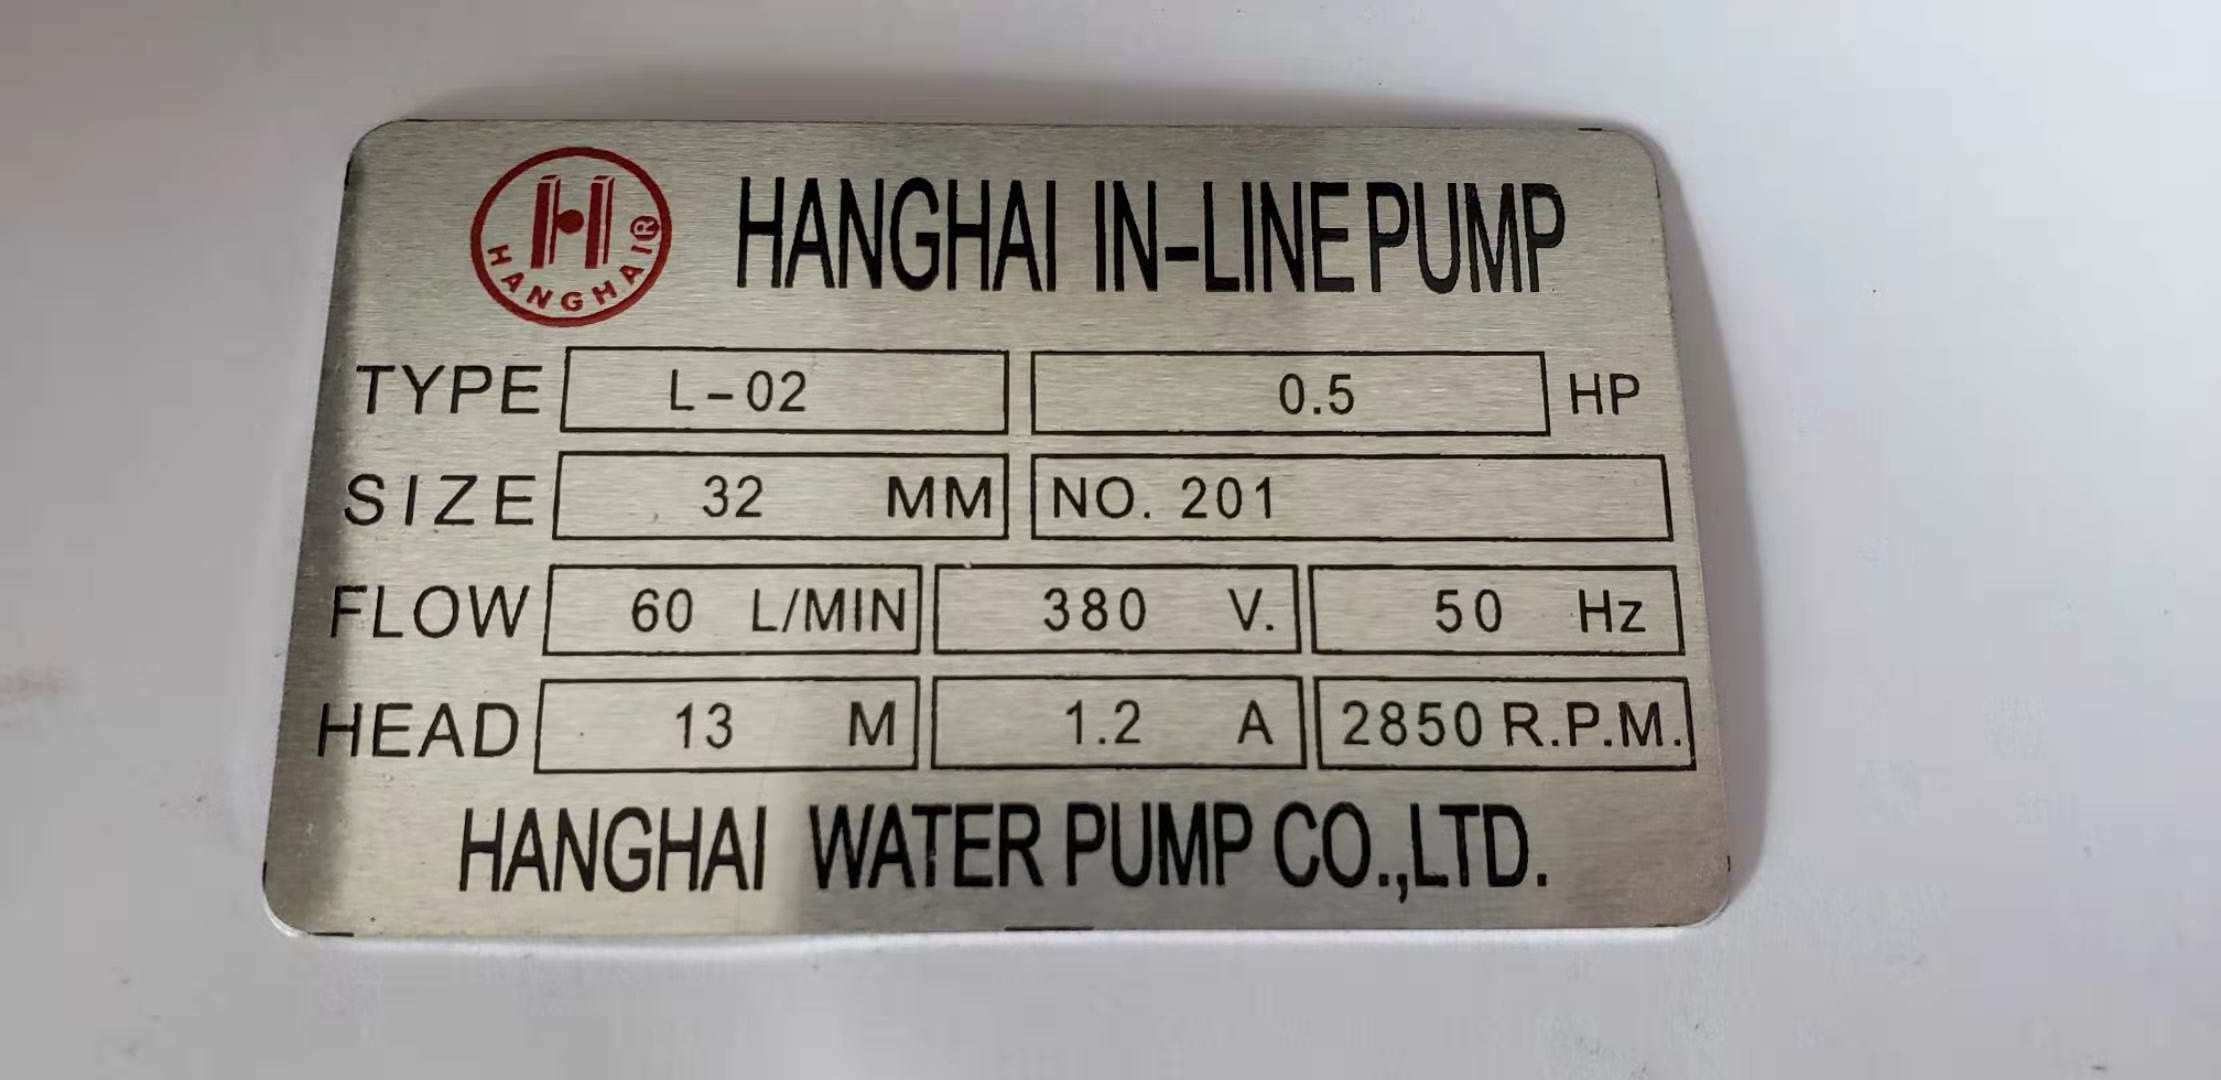 H
HANGHAI®
HANGHAI IN-LINE PUMP
TYPE L-02 0.5 HP
SIZE 32 MM NO. 201
FLOW 60 L/MIN 380 V. 50 Hz
HEAD 13 M 1.2 A 2850 R.P.M.
HANGHAI WATER PUMP CO.,LTD.